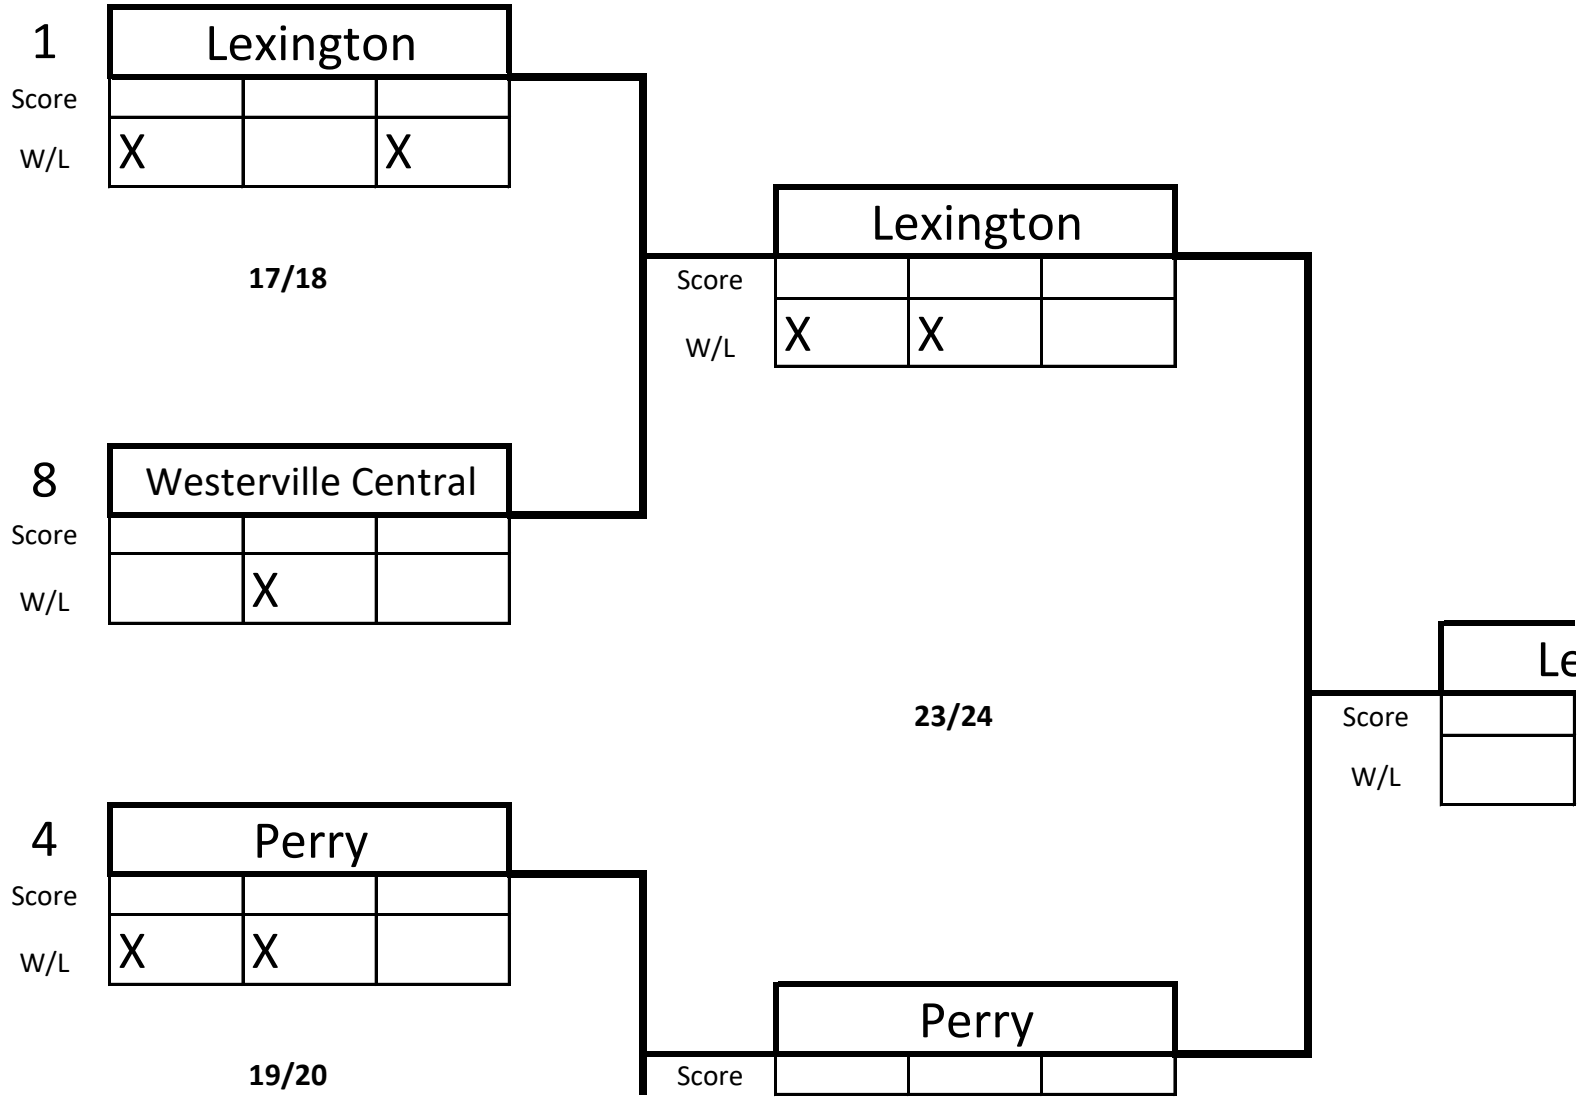 1 Lexington
Score
W/L X X
17/18
Lexington
Score
W/L X X
8 Westerville Central
Score
W/L X
23/24
Le
Score
W/L
4 Perry
Score
W/L X X
19/20
Perry
Score